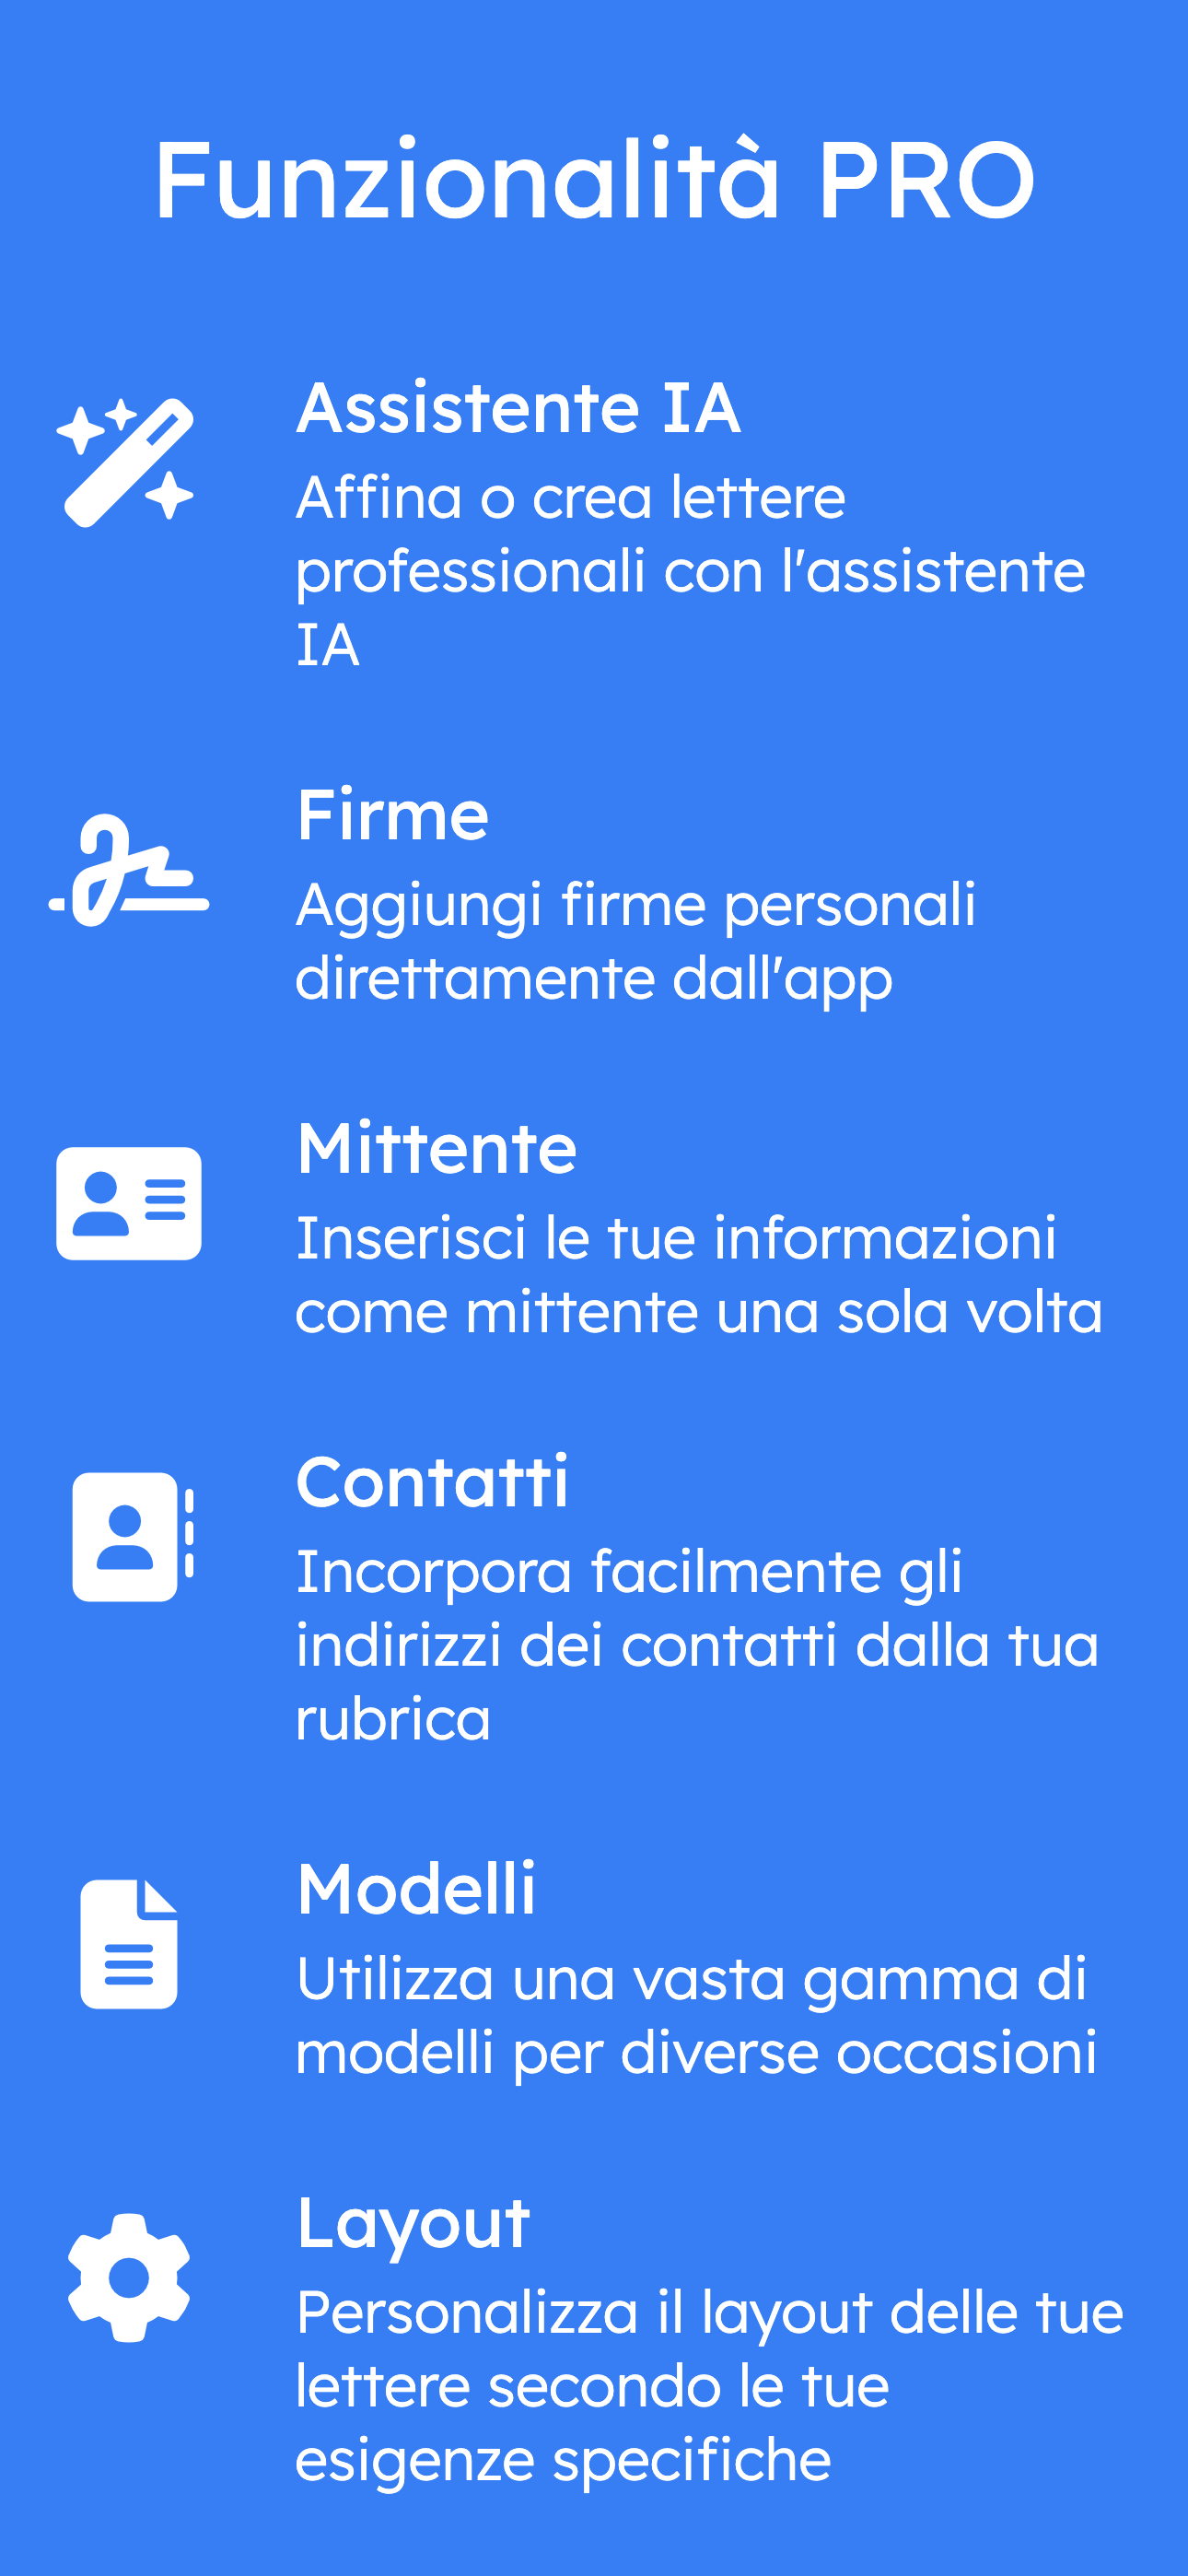 Funzionalità PRO
Assistente IA
Affina o crea lettere
professionali con l'assistente
IA
Firme
Aggiungi firme personali
direttamente dall'app
Mittente
Inserisci le tue informazioni
come mittente una sola volta
Contatti
Incorpora facilmente gli
indirizzi dei contatti dalla tua
rubrica
Modelli
Utilizza una vasta gamma di
modelli per diverse occasioni
Layout
Personalizza il layout delle tue
lettere secondo le tue
esigenze specifiche